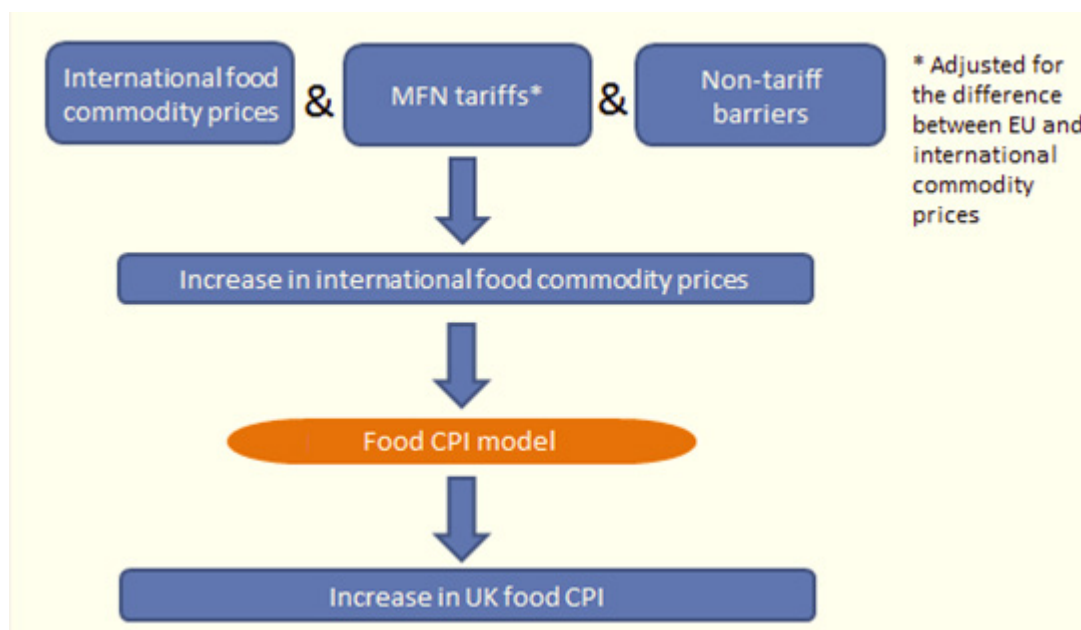 International food
commodity prices
&
MFN tariffs*
&
Non-tariff
barriers
* Adjusted for
the difference
between EU and
international
commodity
prices
Increase in international food commodity prices
Food CPI model
Increase in UK food CPI